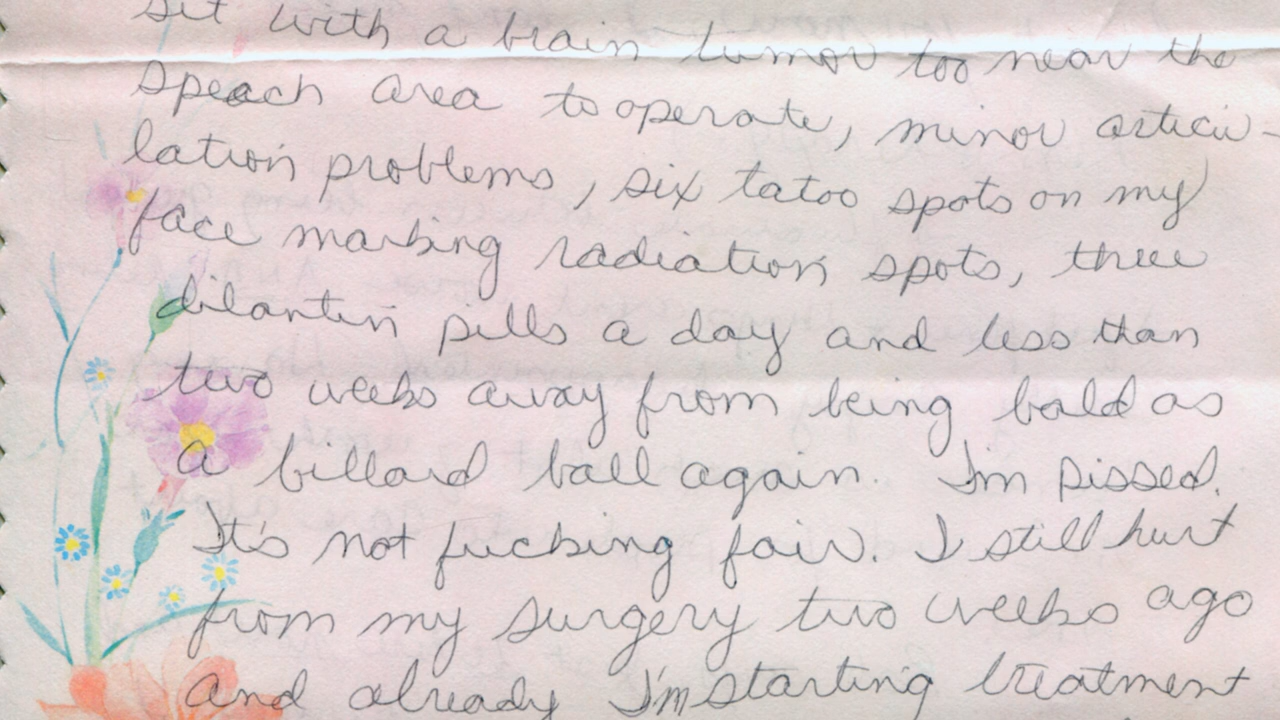 sit with a brain tumor too near the
speach area to operate, minor articu-
lation problems, six tatoo spots on my
face marking radiation spots, three
dilantin pills a day and less than
two weeks away from being bald as
a billard ball again. I'm pissed.
It's not fucking fair. I still hurt
from my surgery two weeks ago
and already I'm starting treatment